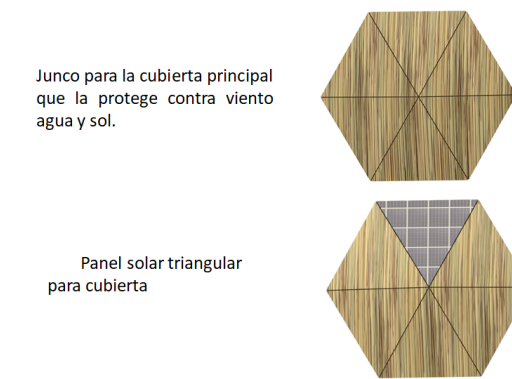 Junco para la cubierta principal
que la protege contra viento
agua y sol.
Panel solar triangular
para cubierta